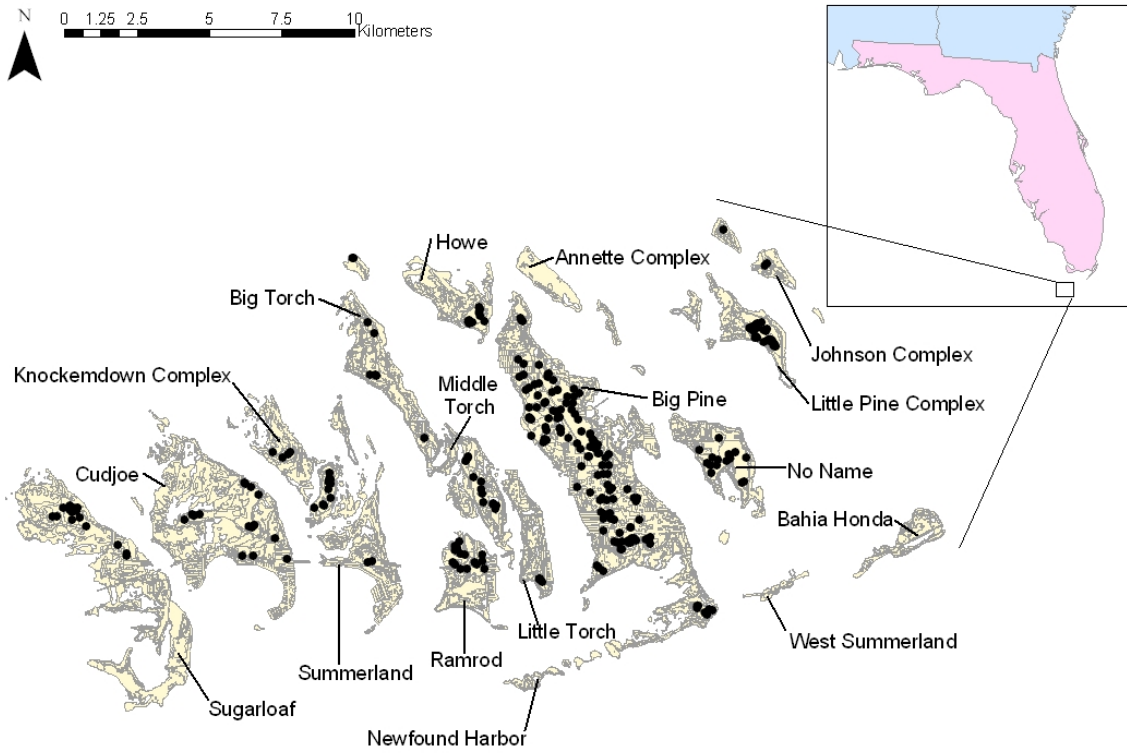 N
0 1.25 2.5 5 7.5 10
Kilometers
Howe
Annette Complex
Big Torch
Johnson Complex
Knockemdown Complex
Middle
Torch
Big Pine
Little Pine Complex
Cudjoe
No Name
Bahia Honda
Little Torch
West Summerland
Ramrod
Summerland
Sugarloaf
Newfound Harbor